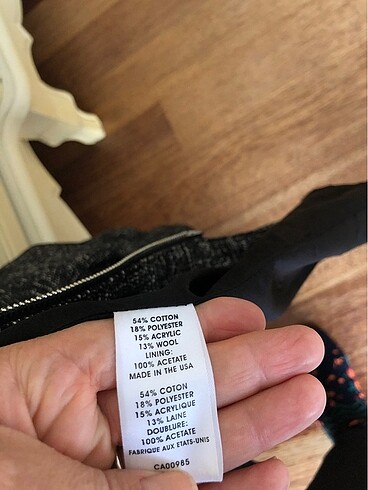 54% COTTON
18% POLYESTER
15% ACRYLIC
13% WOOL
LINING:
100% ACETATE
MADE IN THE USA
54% COTON
18% POLYESTER
15% ACRYLIQUE
13% LAINE
DOUBLURE:
100% ACETATE
FABRIQUE AUX ETATS-UNIS
CA00985